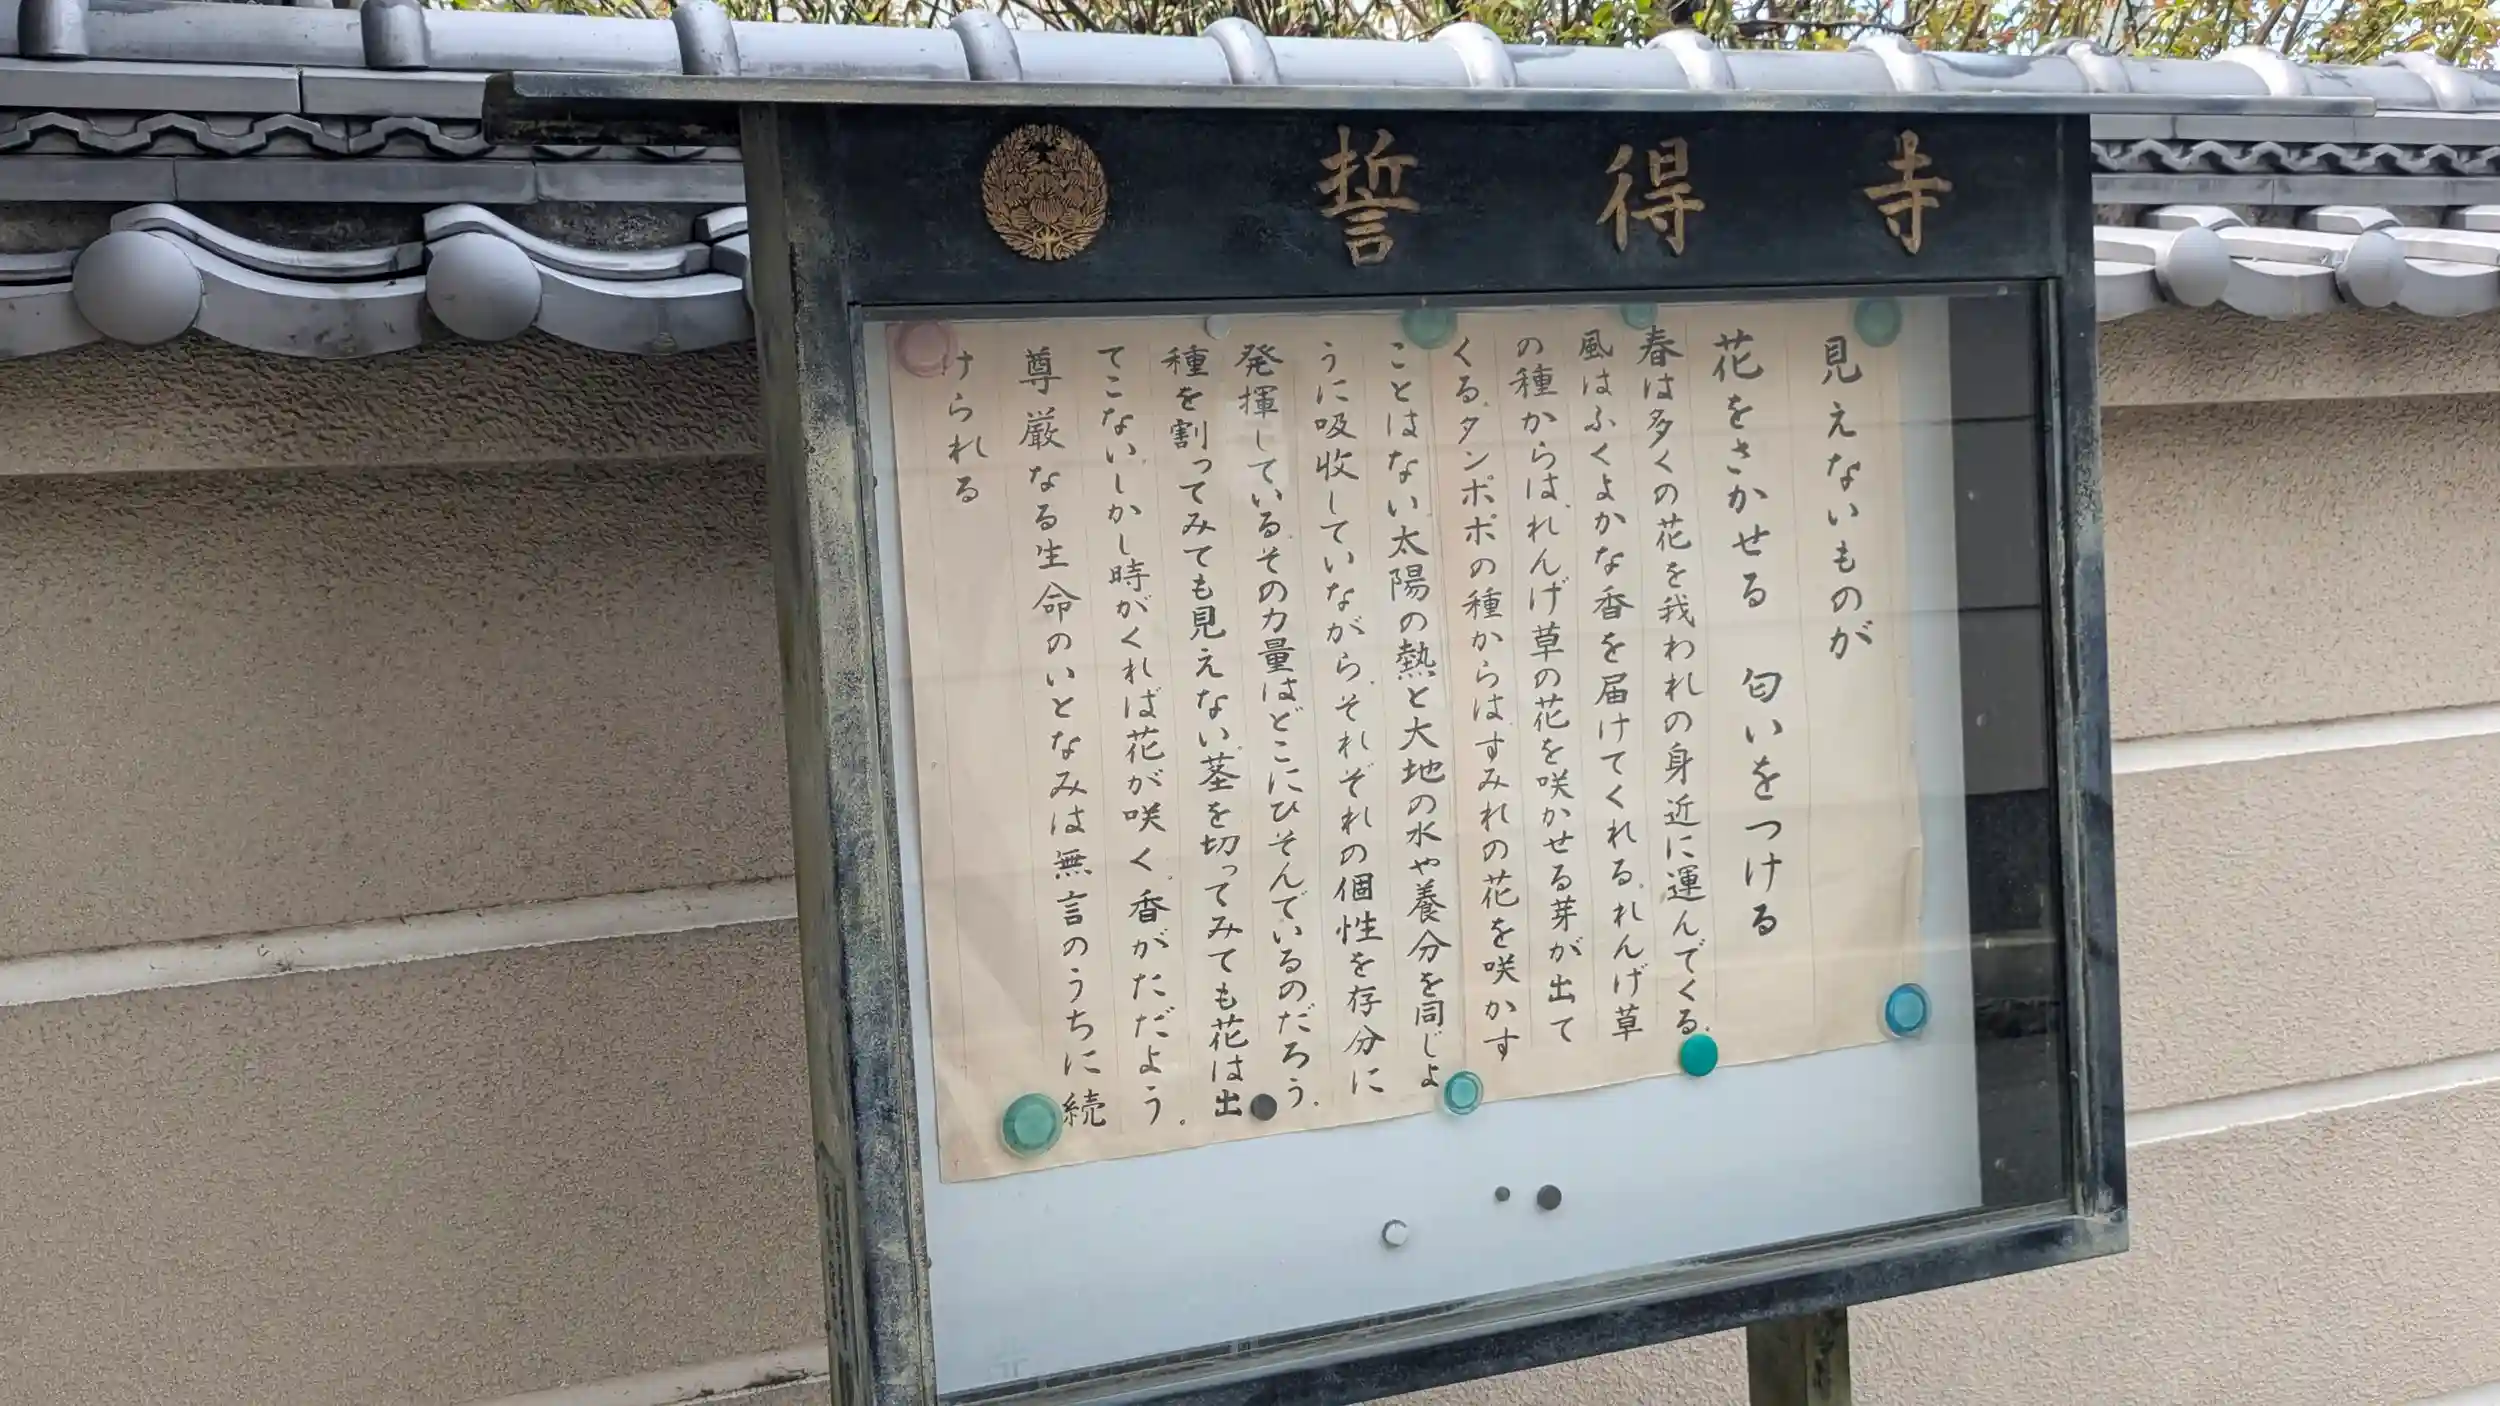 誓得寺
見えないものが
花をさかせる　匂いをつける
春は多くの花を我われの身近に運んでくる。
風はふくよかな香を届けてくれる。れんげ草
の種からは、れんげ草の花を咲かせる芽が出て
くる。タンポポの種からは、すみれの花を咲かす
ことはない。太陽の熱と大地の水や養分を同じよ
うに吸收していながら、それぞれの個性を存分に
発揮している。その力量はどこにひそんでいるのだろう。
種を割ってみても見えない。茎を切ってみても花は出
てこない。しかし時がくれば花が咲く。香がただよう。
尊厳なる生命のいとなみは無言のうちに続
けられる